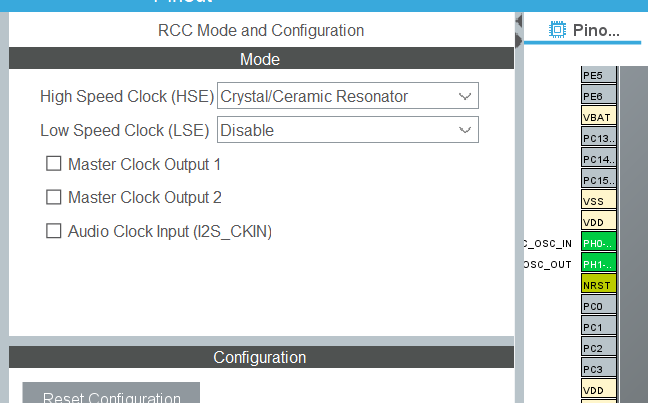 RCC Mode and Configuration
Mode
High Speed Clock (HSE) Crystal/Ceramic Resonator
Low Speed Clock (LSE) Disable
Master Clock Output 1
Master Clock Output 2
Audio Clock Input (I2S_CKIN)
Configuration
Reset Configuration
Pino...
PE5
PE6
VBAT
PC13..
PC14..
PC15..
VSS
VDD
C_OSC_IN PH0-..
OSC_OUT PH1-..
NRST
PC0
PC1
PC2
PC3
VDD